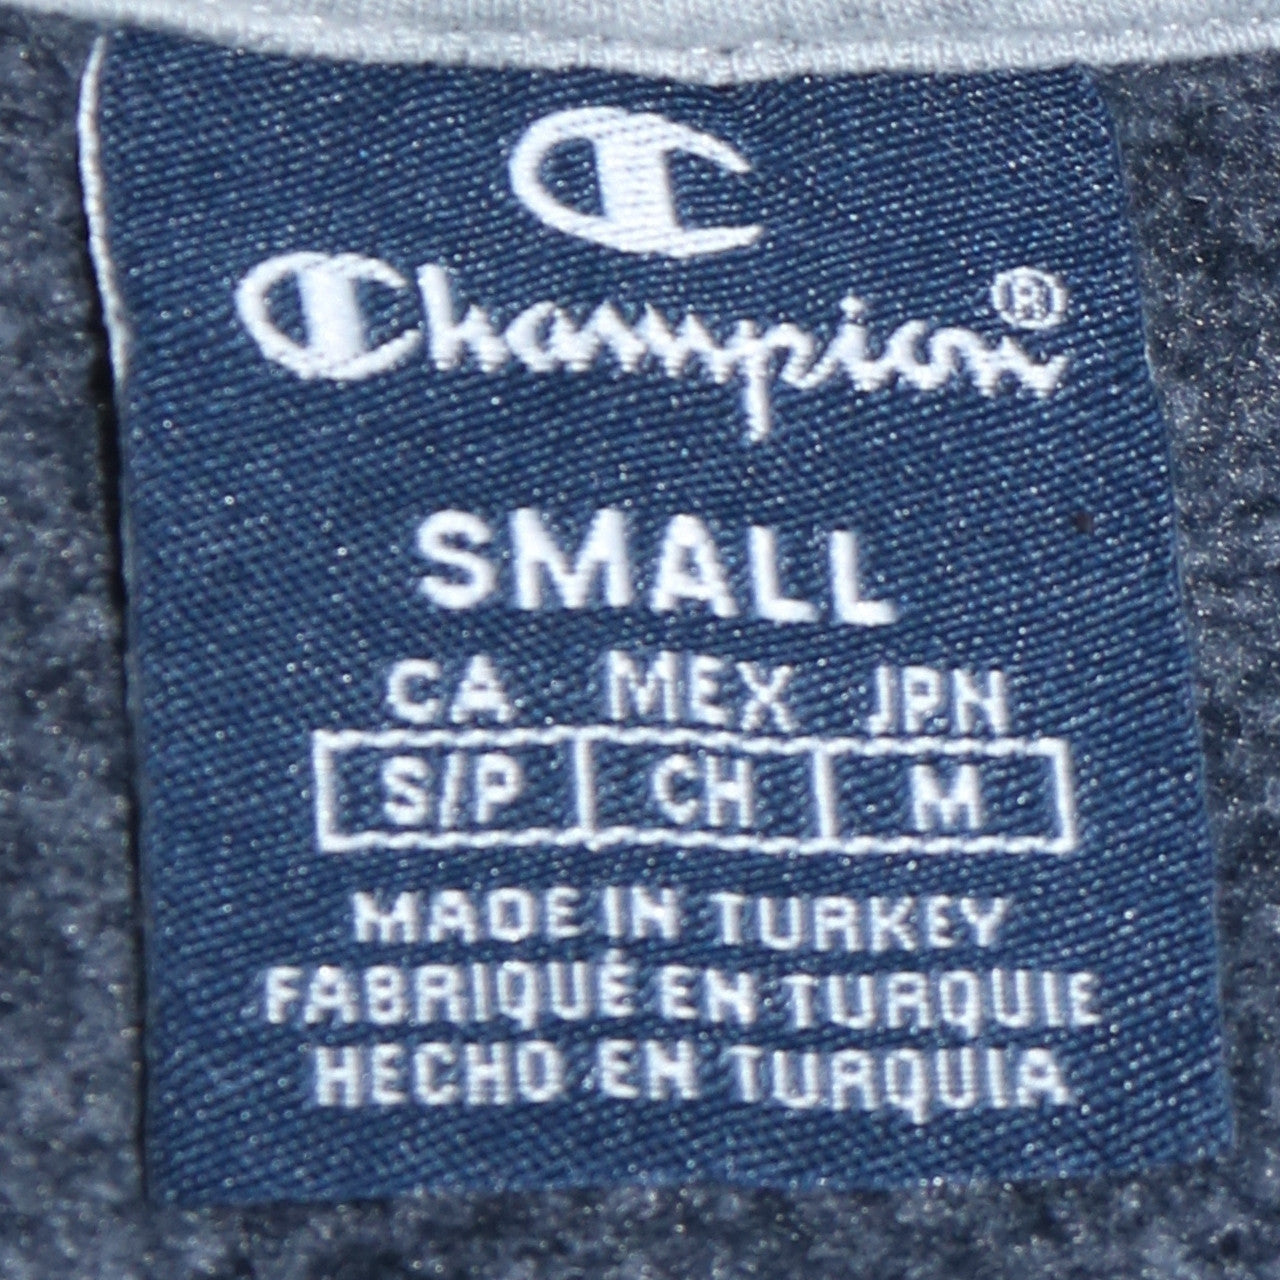 C
Champion®
SMALL
CA MEX JPN
S/P CH M
MADE IN TURKEY
FABRIQUÉ EN TURQUIE
HECHO EN TURQUIA